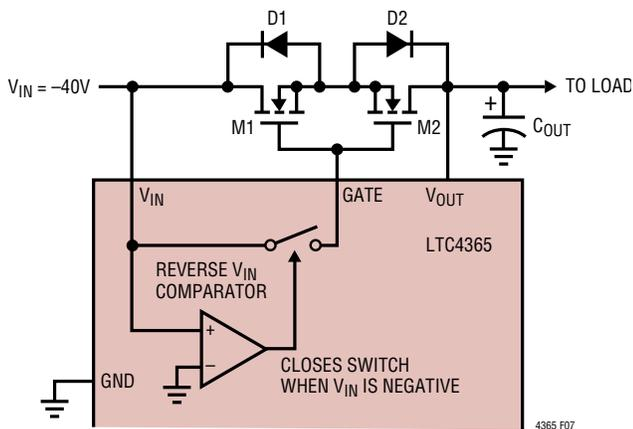 D1
D2
V_IN = –40V
TO LOAD
M1
M2
+
C_OUT
V_IN
GATE
V_OUT
LTC4365
REVERSE V_IN
COMPARATOR
+
–
CLOSES SWITCH
WHEN V_IN IS NEGATIVE
GND
4365 F07